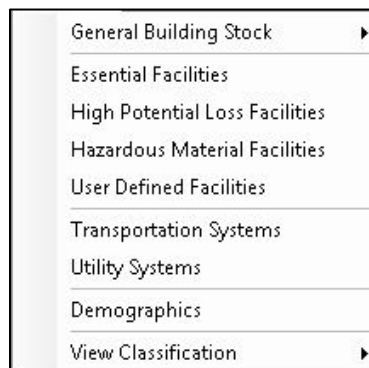 General Building Stock
Essential Facilities
High Potential Loss Facilities
Hazardous Material Facilities
User Defined Facilities
Transportation Systems
Utility Systems
Demographics
View Classification